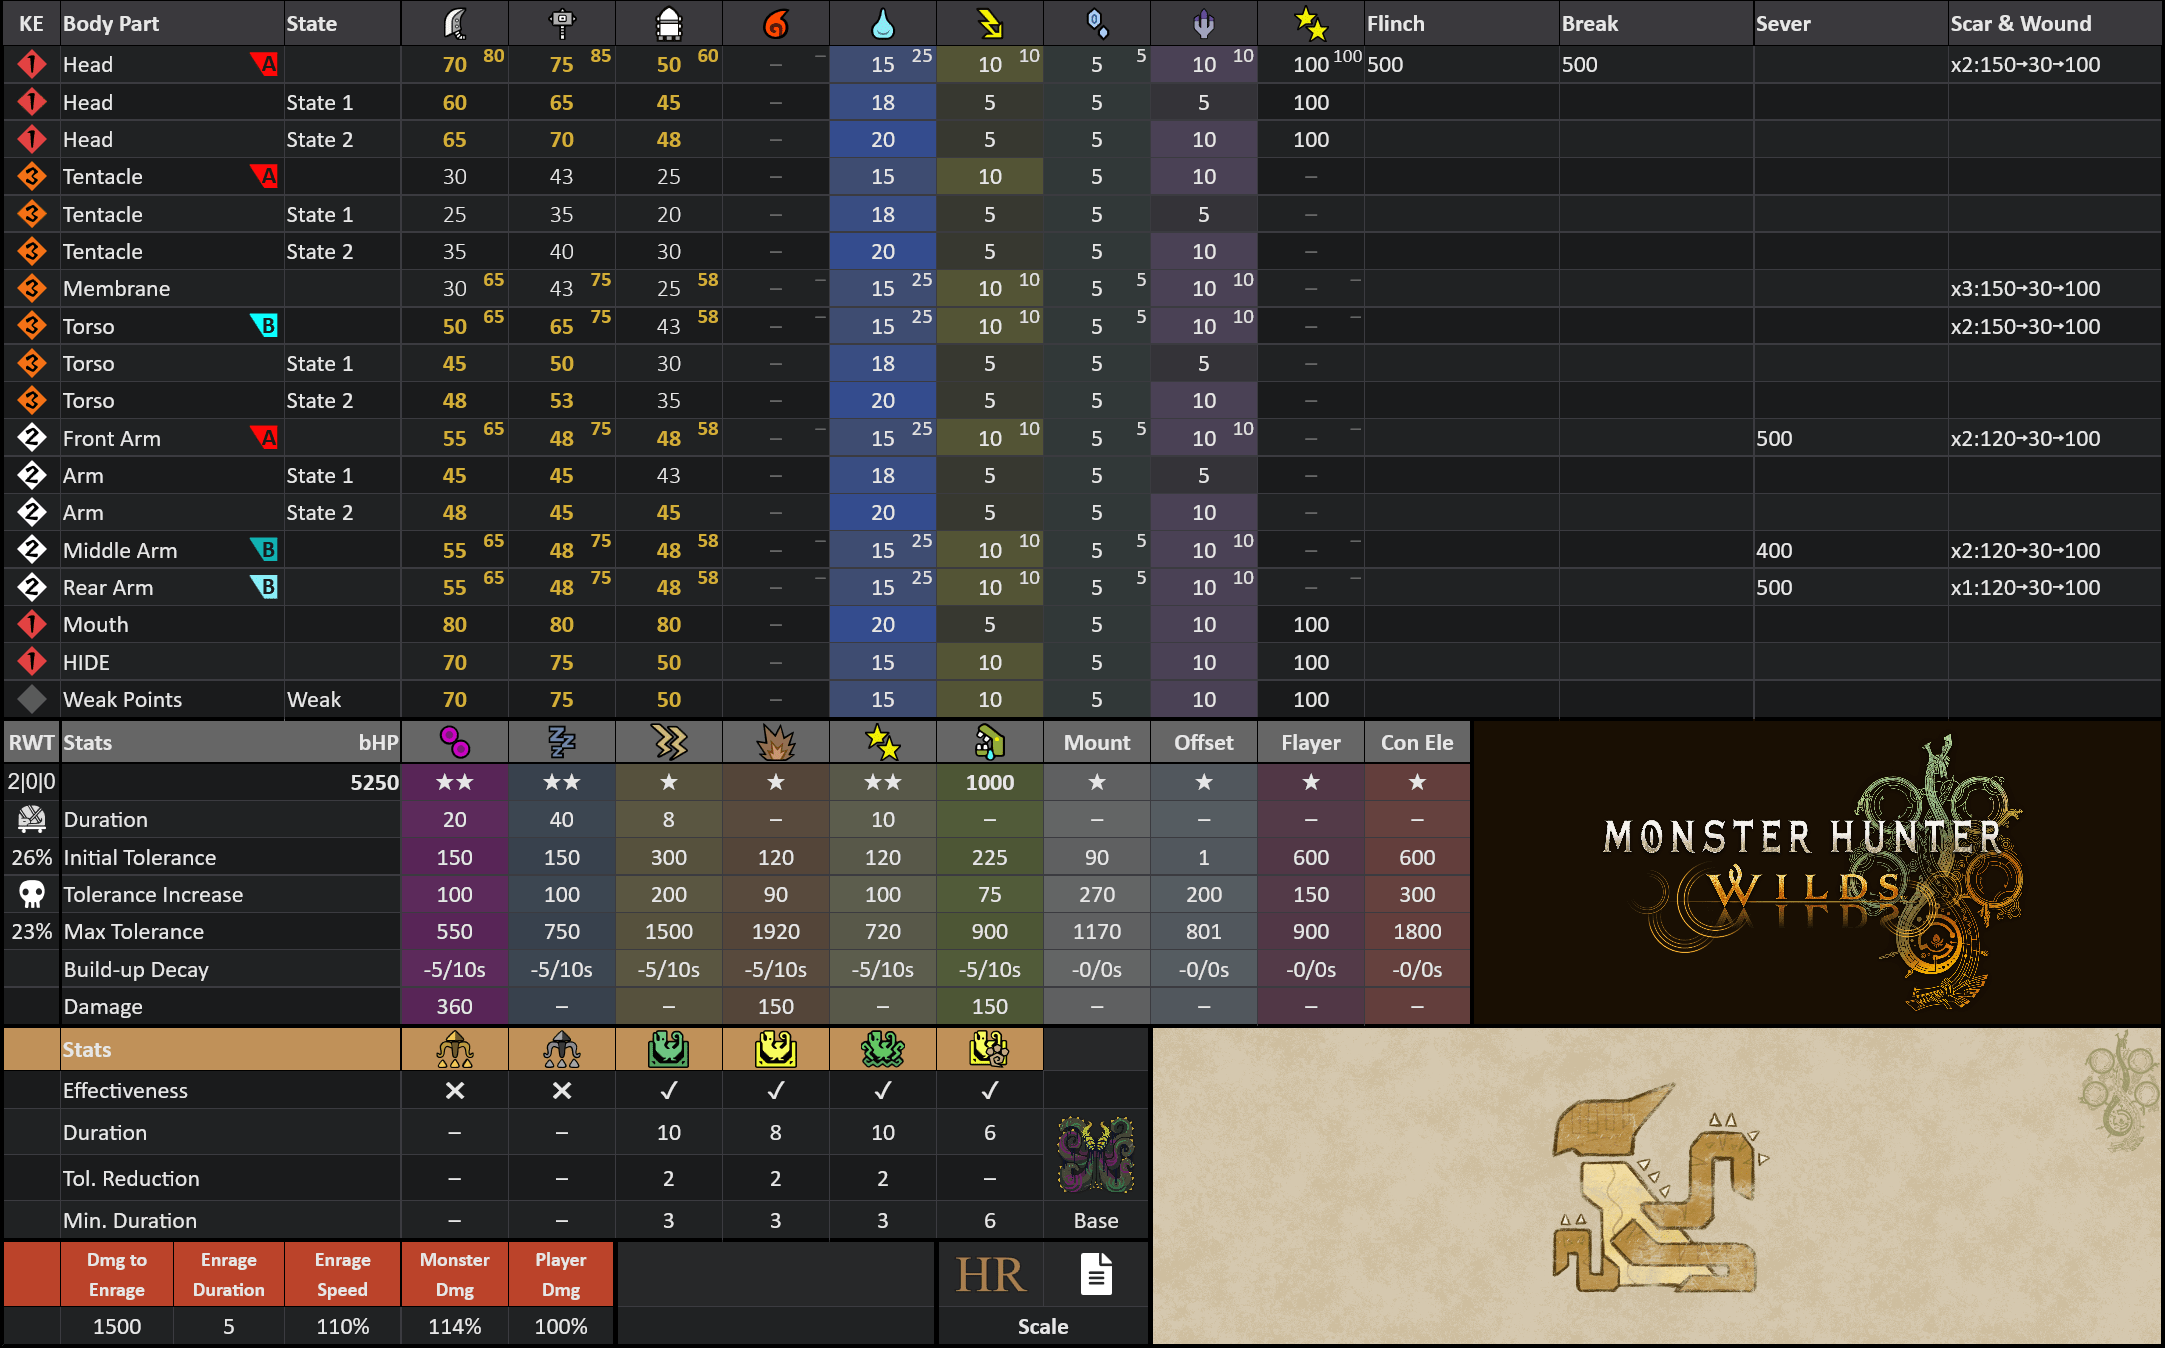 KE Body Part State Flinch Break Sever Scar & Wound
1 Head A 70 80 75 85 50 60 – – 15 25 10 10 5 5 10 10 100 100 500 500 x2:150→30→100
1 Head State 1 60 65 45 – 18 5 5 5 100
1 Head State 2 65 70 48 – 20 5 5 10 100
3 Tentacle A 30 43 25 – 15 10 5 10 –
3 Tentacle State 1 25 35 20 – 18 5 5 5 –
3 Tentacle State 2 35 40 30 – 20 5 5 10 –
3 Membrane 30 65 43 75 25 58 – – 15 25 10 10 5 5 10 10 – – x3:150→30→100
3 Torso B 50 65 65 75 43 58 – – 15 25 10 10 5 5 10 10 – – x2:150→30→100
3 Torso State 1 45 50 30 – 18 5 5 5 –
3 Torso State 2 48 53 35 – 20 5 5 10 –
2 Front Arm A 55 65 48 75 48 58 – – 15 25 10 10 5 5 10 10 – – 500 x2:120→30→100
2 Arm State 1 45 45 43 – 18 5 5 5 –
2 Arm State 2 48 45 45 – 20 5 5 10 –
2 Middle Arm B 55 65 48 75 48 58 – – 15 25 10 10 5 5 10 10 – – 400 x2:120→30→100
2 Rear Arm B 55 65 48 75 48 58 – – 15 25 10 10 5 5 10 10 – – 500 x1:120→30→100
1 Mouth 80 80 80 – 20 5 5 10 100
1 HIDE 70 75 50 – 15 10 5 10 100
Weak Points Weak 70 75 50 – 15 10 5 10 100
RWT Stats bHP Mount Offset Flayer Con Ele
2|0|0 5250 ★★ ★★ ★ ★ ★★ 1000 ★ ★ ★ ★
Duration 20 40 8 – 10 – – – – –
26% Initial Tolerance 150 150 300 120 120 225 90 1 600 600
Tolerance Increase 100 100 200 90 100 75 270 200 150 300
23% Max Tolerance 550 750 1500 1920 720 900 1170 801 900 1800
Build-up Decay -5/10s -5/10s -5/10s -5/10s -5/10s -5/10s -0/0s -0/0s -0/0s -0/0s
Damage 360 – – 150 – 150 – – – –
MONSTER HUNTER
WILDS
Stats
Effectiveness ✕ ✕ ✓ ✓ ✓ ✓
Duration – – 10 8 10 6
Tol. Reduction – – 2 2 2 –
Min. Duration – – 3 3 3 6 Base
Dmg to Enrage Enrage Duration Enrage Speed Monster Dmg Player Dmg HR
1500 5 110% 114% 100% Scale